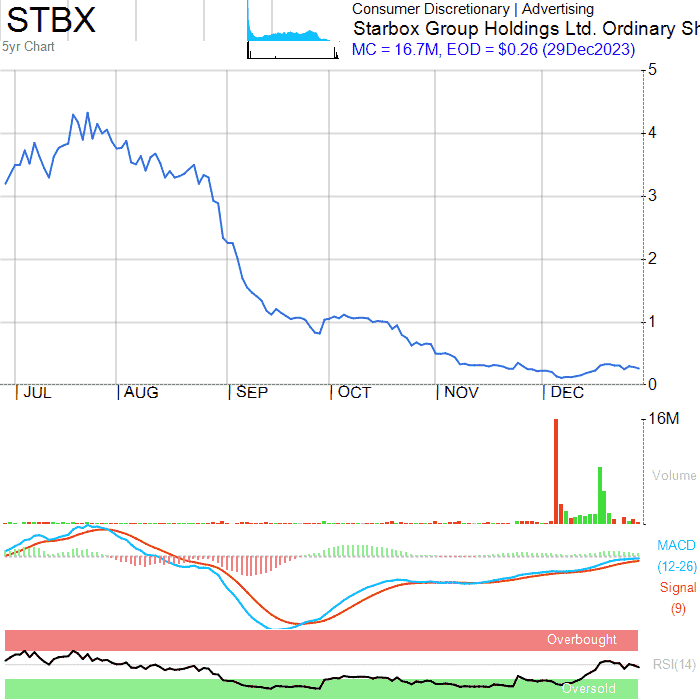 STBX
5yr Chart
Consumer Discretionary | Advertising
Starbox Group Holdings Ltd. Ordinary Sh
MC = 16.7M, EOD = $0.26 (29Dec2023)
5
4
3
2
1
0
JUL AUG SEP OCT NOV DEC
16M
Volume
MACD
(12-26)
Signal
(9)
Overbought
RSI(14)
Oversold